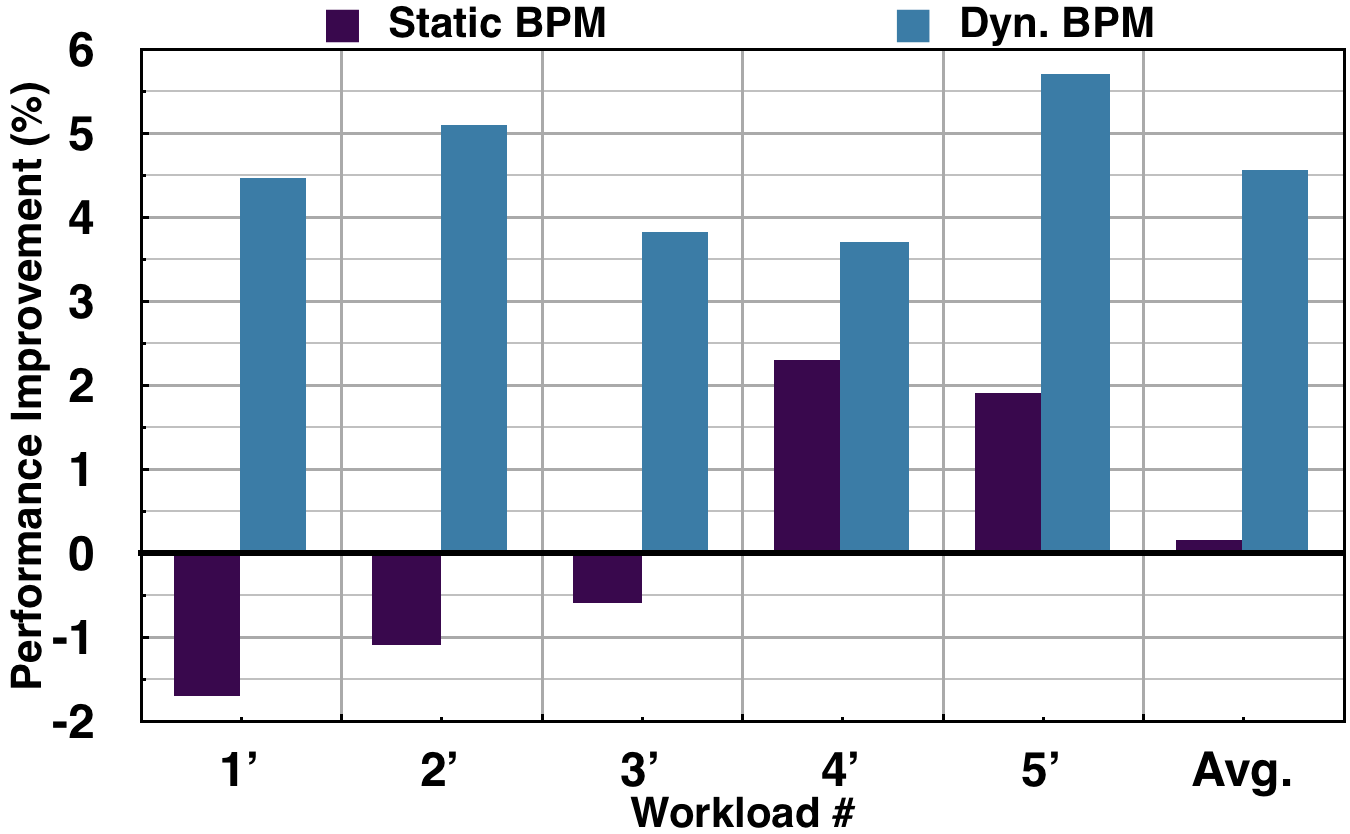 Static BPM Dyn. BPM
Performance Improvement (%)
6
5
4
3
2
1
0
-1
-2
1’ 2’ 3’ 4’ 5’ Avg.
Workload #